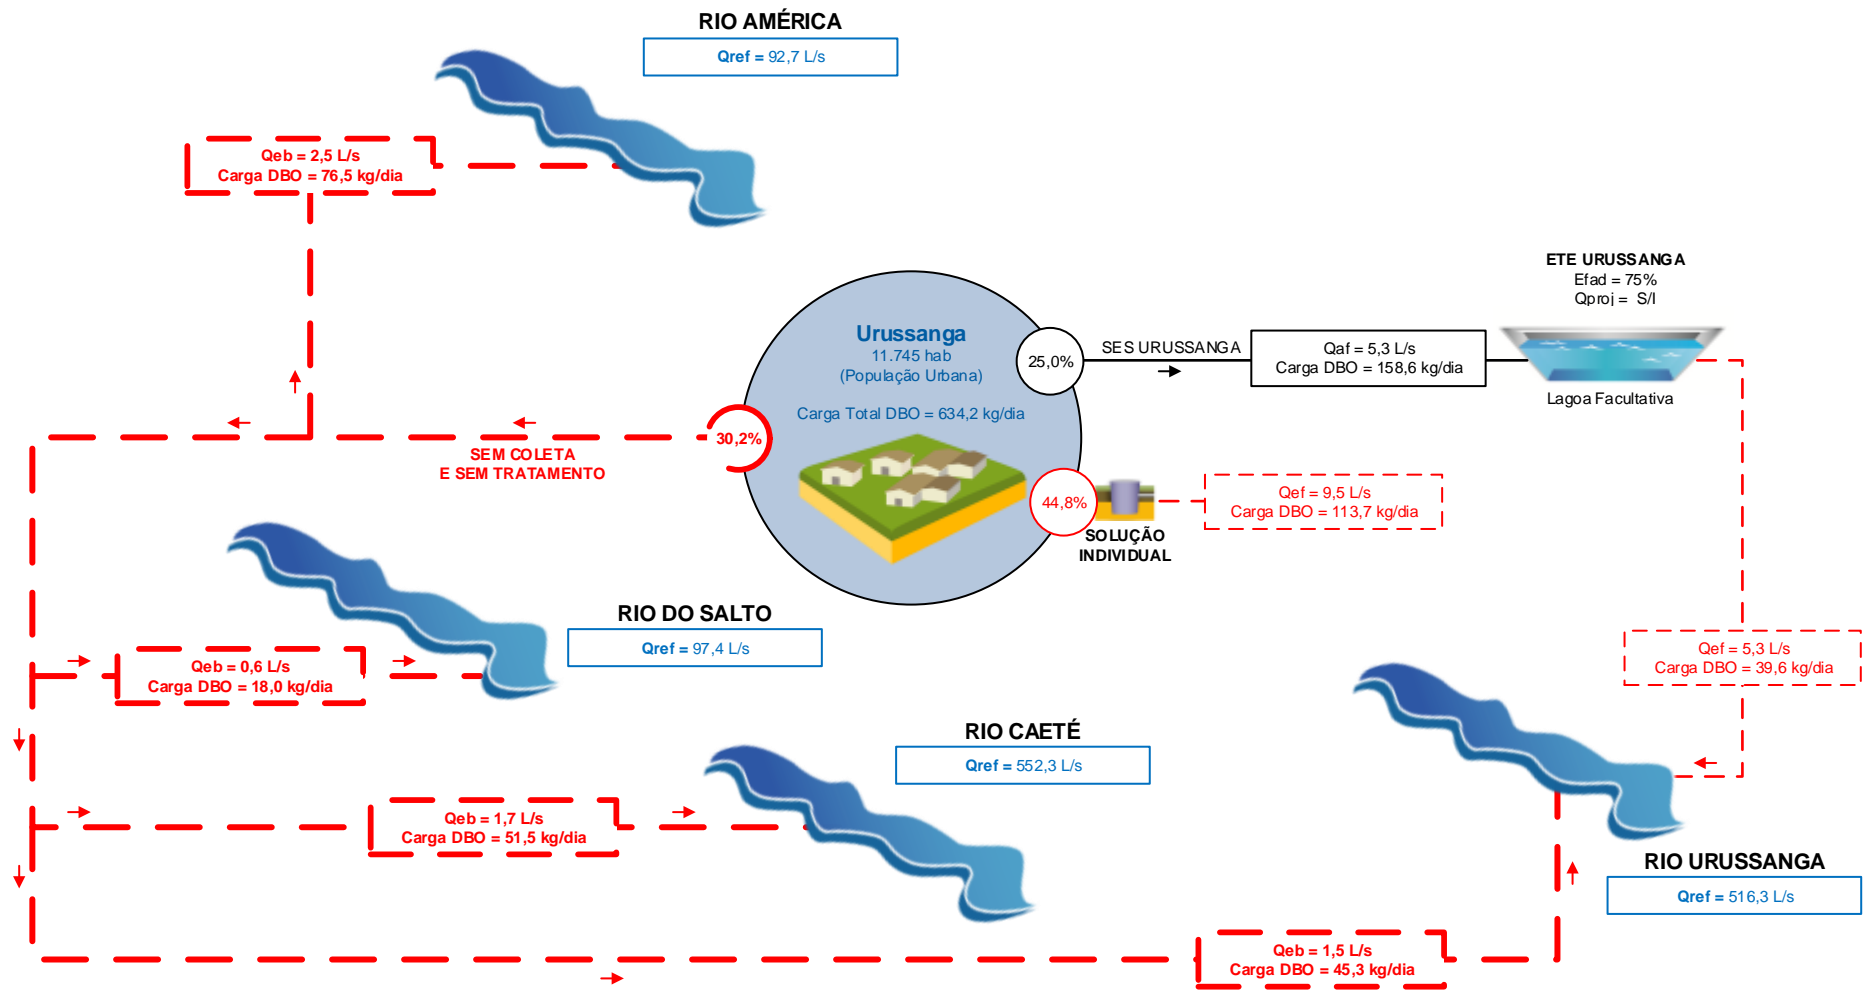 RIO AMÉRICA
Qref = 92,7 L/s
Qeb = 2,5 L/s
Carga DBO = 76,5 kg/dia
ETE URUSSANGA
Efad = 75%
Qproj = S/I
Urussanga
11.745 hab
(População Urbana)
Carga Total DBO = 634,2 kg/dia
25,0%
SES URUSSANGA
Qaf = 5,3 L/s
Carga DBO = 158,6 kg/dia
Lagoa Facultativa
30,2%
SEM COLETA
E SEM TRATAMENTO
44,8%
SOLUÇÃO
INDIVIDUAL
Qef = 9,5 L/s
Carga DBO = 113,7 kg/dia
RIO DO SALTO
Qref = 97,4 L/s
Qeb = 0,6 L/s
Carga DBO = 18,0 kg/dia
Qef = 5,3 L/s
Carga DBO = 39,6 kg/dia
RIO CAETÉ
Qref = 552,3 L/s
Qeb = 1,7 L/s
Carga DBO = 51,5 kg/dia
RIO URUSSANGA
Qref = 516,3 L/s
Qeb = 1,5 L/s
Carga DBO = 45,3 kg/dia